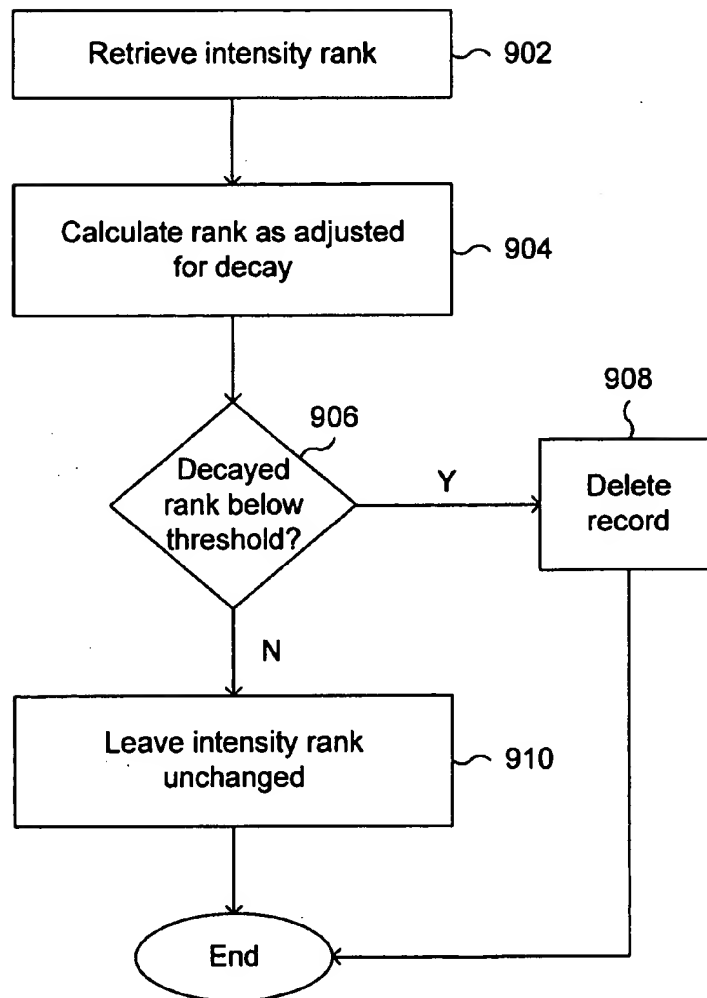 Retrieve intensity rank
902
Calculate rank as adjusted
for decay
904
906
908
Decayed
rank below
threshold?
Y
Delete
record
N
Leave intensity rank
unchanged
910
End